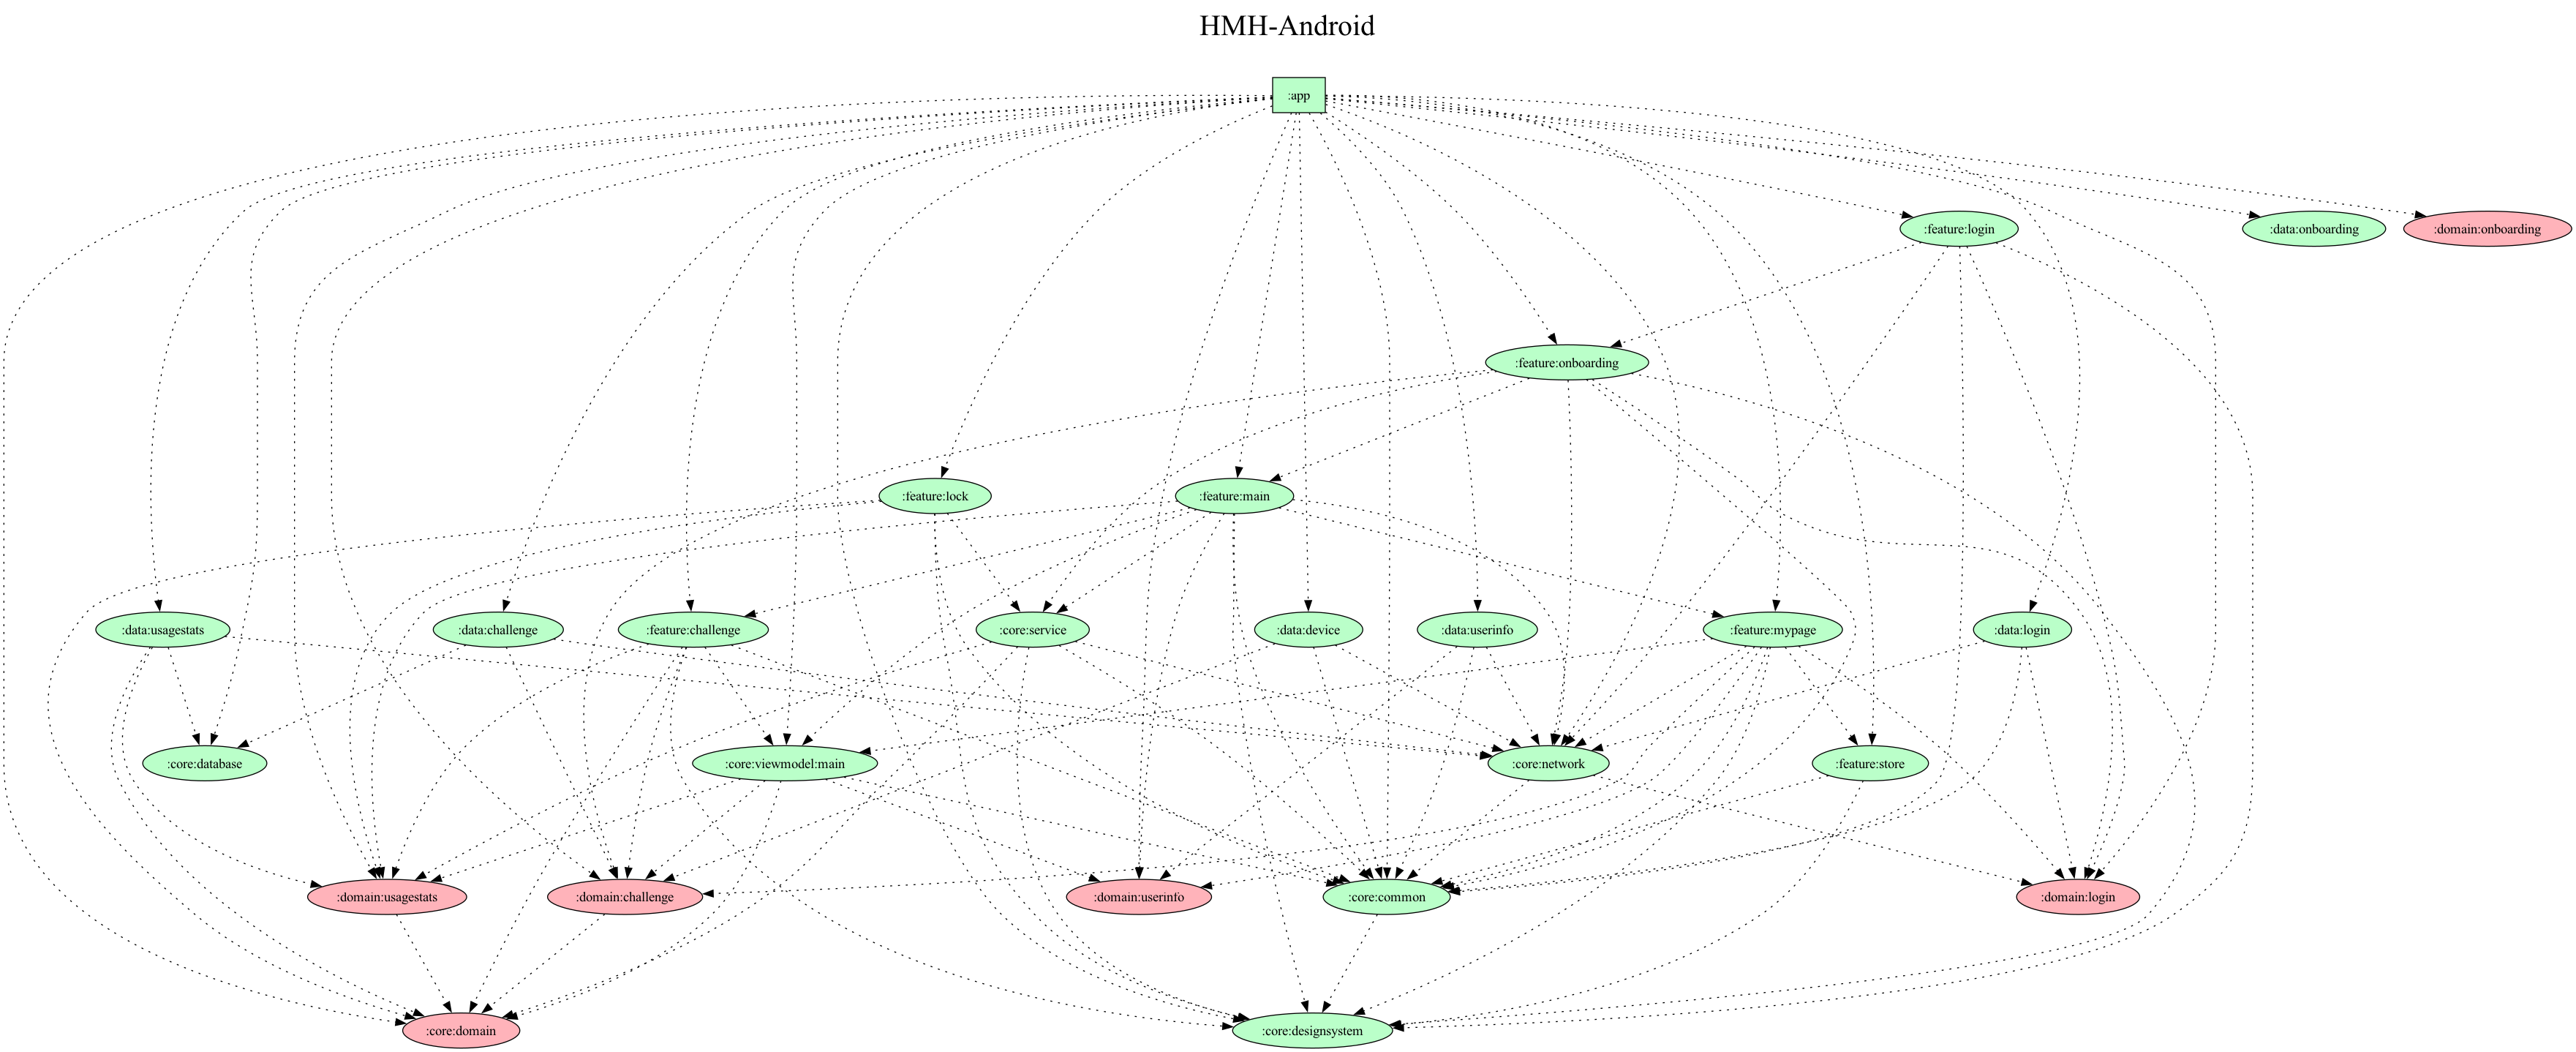 HMH-Android
:app
:feature:login
:data:onboarding
:domain:onboarding
:feature:onboarding
:feature:lock
:feature:main
:data:usagestats
:data:challenge
:feature:challenge
:core:service
:data:device
:data:userinfo
:feature:mypage
:data:login
:core:database
:core:viewmodel:main
:core:network
:feature:store
:domain:usagestats
:domain:challenge
:domain:userinfo
:core:common
:domain:login
:core:domain
:core:designsystem